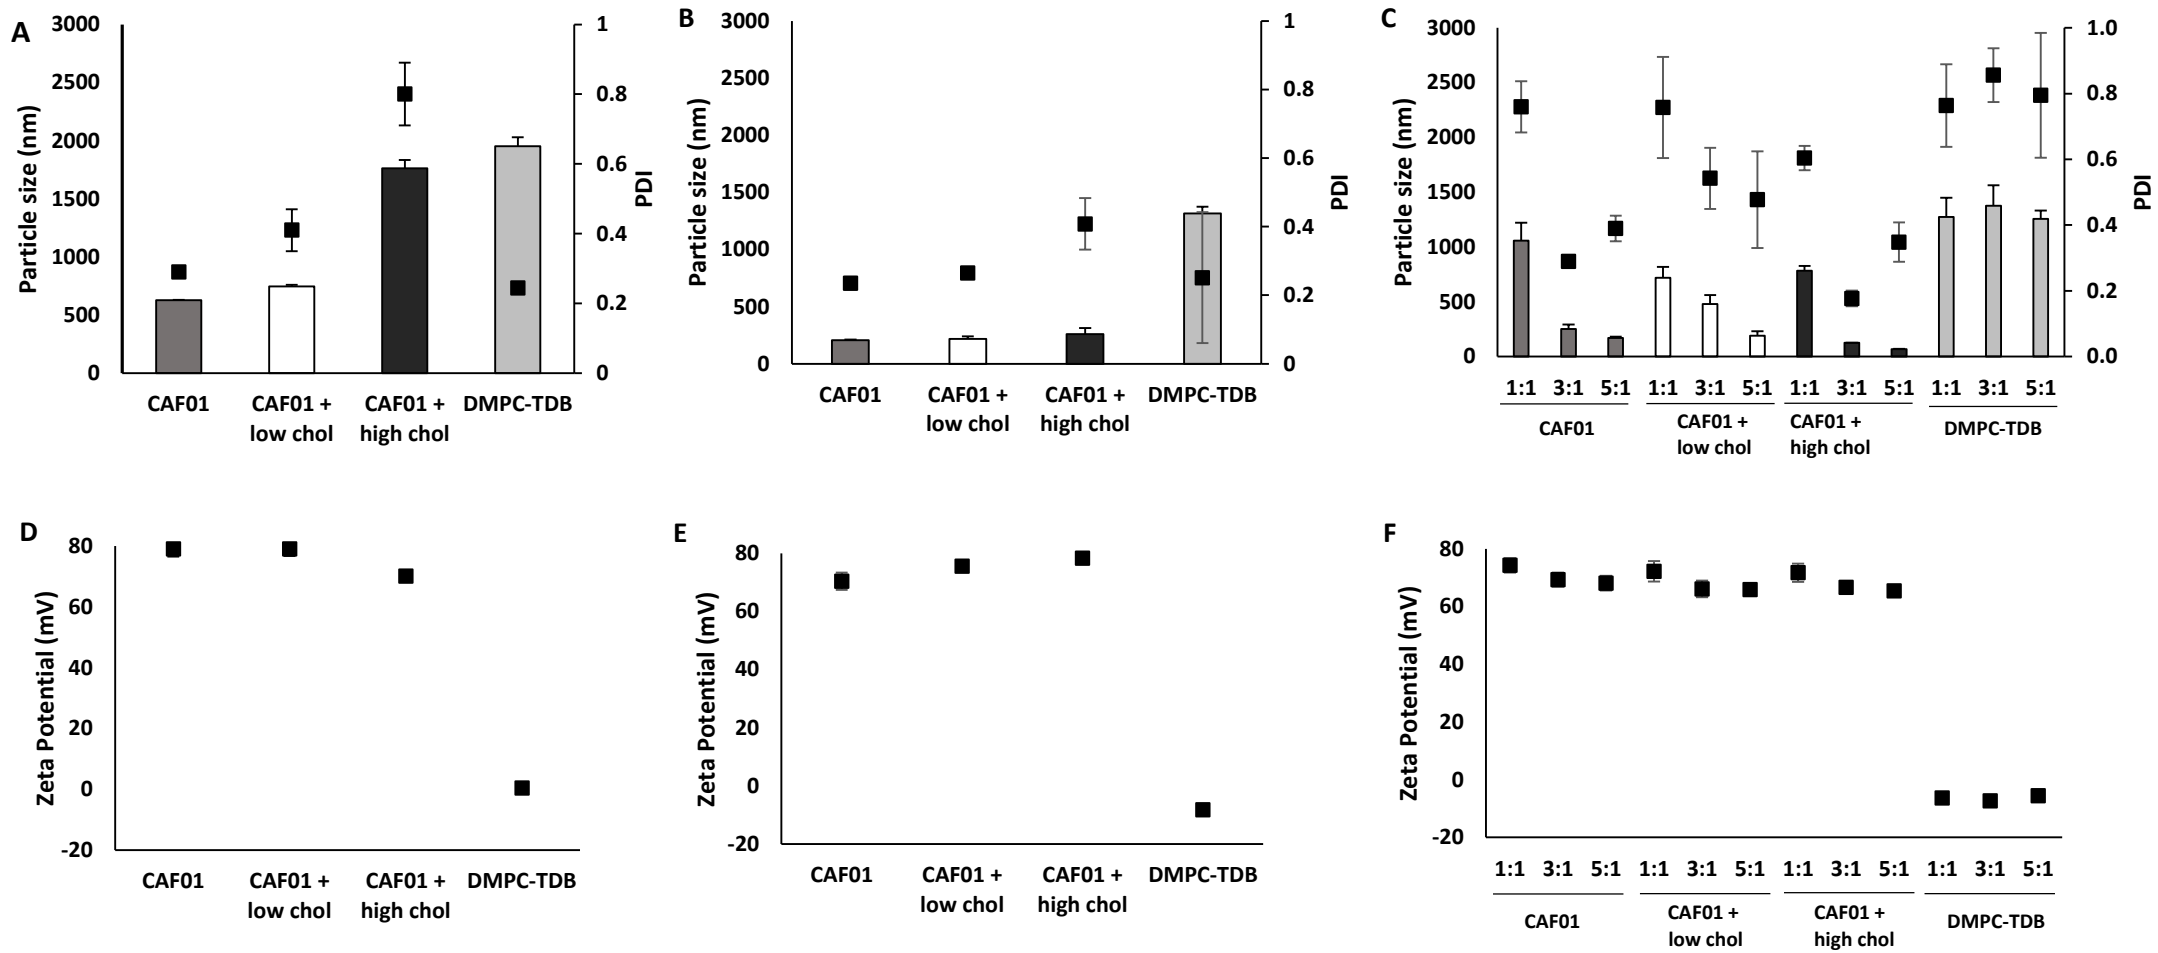 A
Particle size (nm)
3000
2500
2000
1500
1000
500
0
1
0.8
0.6
0.4
0.2
0
PDI
CAF01
CAF01 +
low chol
CAF01 +
high chol
DMPC-TDB
B
Particle size (nm)
3000
2500
2000
1500
1000
500
0
1
0.8
0.6
0.4
0.2
0
PDI
CAF01
CAF01 +
low chol
CAF01 +
high chol
DMPC-TDB
C
Particle size (nm)
3000
2500
2000
1500
1000
500
0
1.0
0.8
0.6
0.4
0.2
0.0
PDI
1:1 3:1 5:1 1:1 3:1 5:1 1:1 3:1 5:1 1:1 3:1 5:1
CAF01
CAF01 +
low chol
CAF01 +
high chol
DMPC-TDB
D
Zeta Potential (mV)
80
60
40
20
0
-20
CAF01
CAF01 +
low chol
CAF01 +
high chol
DMPC-TDB
E
Zeta Potential (mV)
80
60
40
20
0
-20
CAF01
CAF01 +
low chol
CAF01 +
high chol
DMPC-TDB
F
Zeta Potential (mV)
80
60
40
20
0
-20
1:1 3:1 5:1 1:1 3:1 5:1 1:1 3:1 5:1 1:1 3:1 5:1
CAF01
CAF01 +
low chol
CAF01 +
high chol
DMPC-TDB